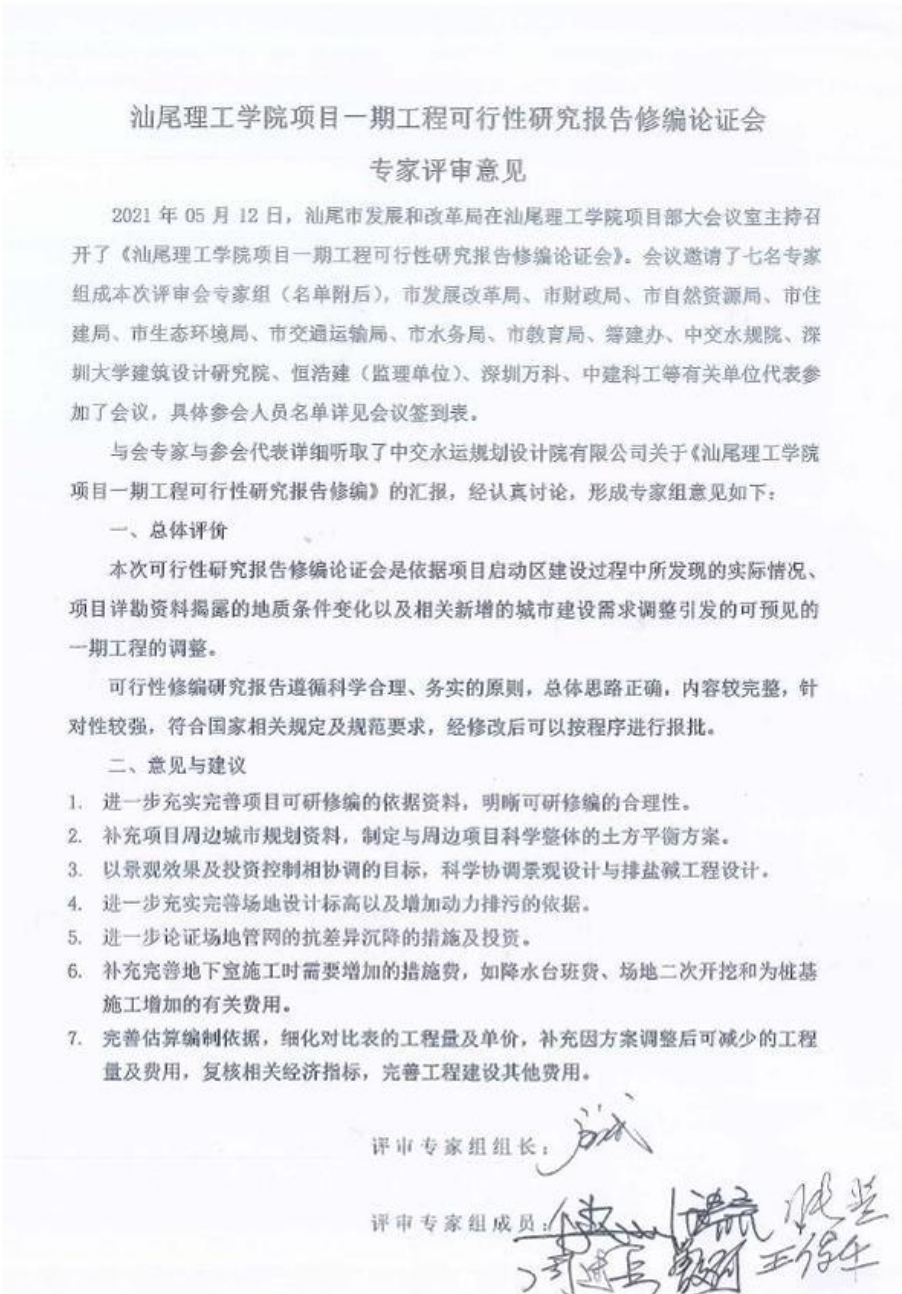 汕尾理工学院项目一期工程可行性研究报告修编论证会
专家评审意见
2021 年 05 月 12 日，汕尾市发展和改革局在汕尾理工学院项目部大会议室主持召
开了《汕尾理工学院项目一期工程可行性研究报告修编论证会》。会议邀请了七名专家
组成本次评审会专家组（名单附后），市发展改革局、市财政局、市自然资源局、市住
建局、市生态环境局、市交通运输局、市水务局、市教育局、筹建办、中交水规院、深
圳大学建筑设计研究院、恒浩建（监理单位）、深圳万科、中建科工等有关单位代表参
加了会议，具体参会人员名单详见会议签到表。
与会专家与参会代表详细听取了中交水运规划设计院有限公司关于《汕尾理工学院
项目一期工程可行性研究报告修编》的汇报，经认真讨论，形成专家组意见如下：
一、总体评价
本次可行性研究报告修编论证会是依据项目启动区建设过程中所发现的实际情况、
项目详勘资料揭露的地质条件变化以及相关新增的城市建设需求调整引发的可预见的
一期工程的调整。
可行性修编研究报告遵循科学合理、务实的原则，总体思路正确，内容较完整，针
对性较强，符合国家相关规定及规范要求，经修改后可以按程序进行报批。
二、意见与建议
1. 进一步充实完善项目可研修编的依据资料，明晰可研修编的合理性。
2. 补充项目周边城市规划资料，制定与周边项目科学整体的土方平衡方案。
3. 以景观效果及投资控制相协调的目标，科学协调景观设计与排盐碱工程设计。
4. 进一步充实完善场地设计标高以及增加动力排污的依据。
5. 进一步论证场地管网的抗差异沉降的措施及投资。
6. 补充完善地下室施工时需要增加的措施费，如降水台班费、场地二次开挖和为桩基
施工增加的有关费用。
7. 完善估算编制依据，细化对比表的工程量及单价，补充因方案调整后可减少的工程
量及费用，复核相关经济指标，完善工程建设其他费用。
评审专家组组长：
评审专家组成员：